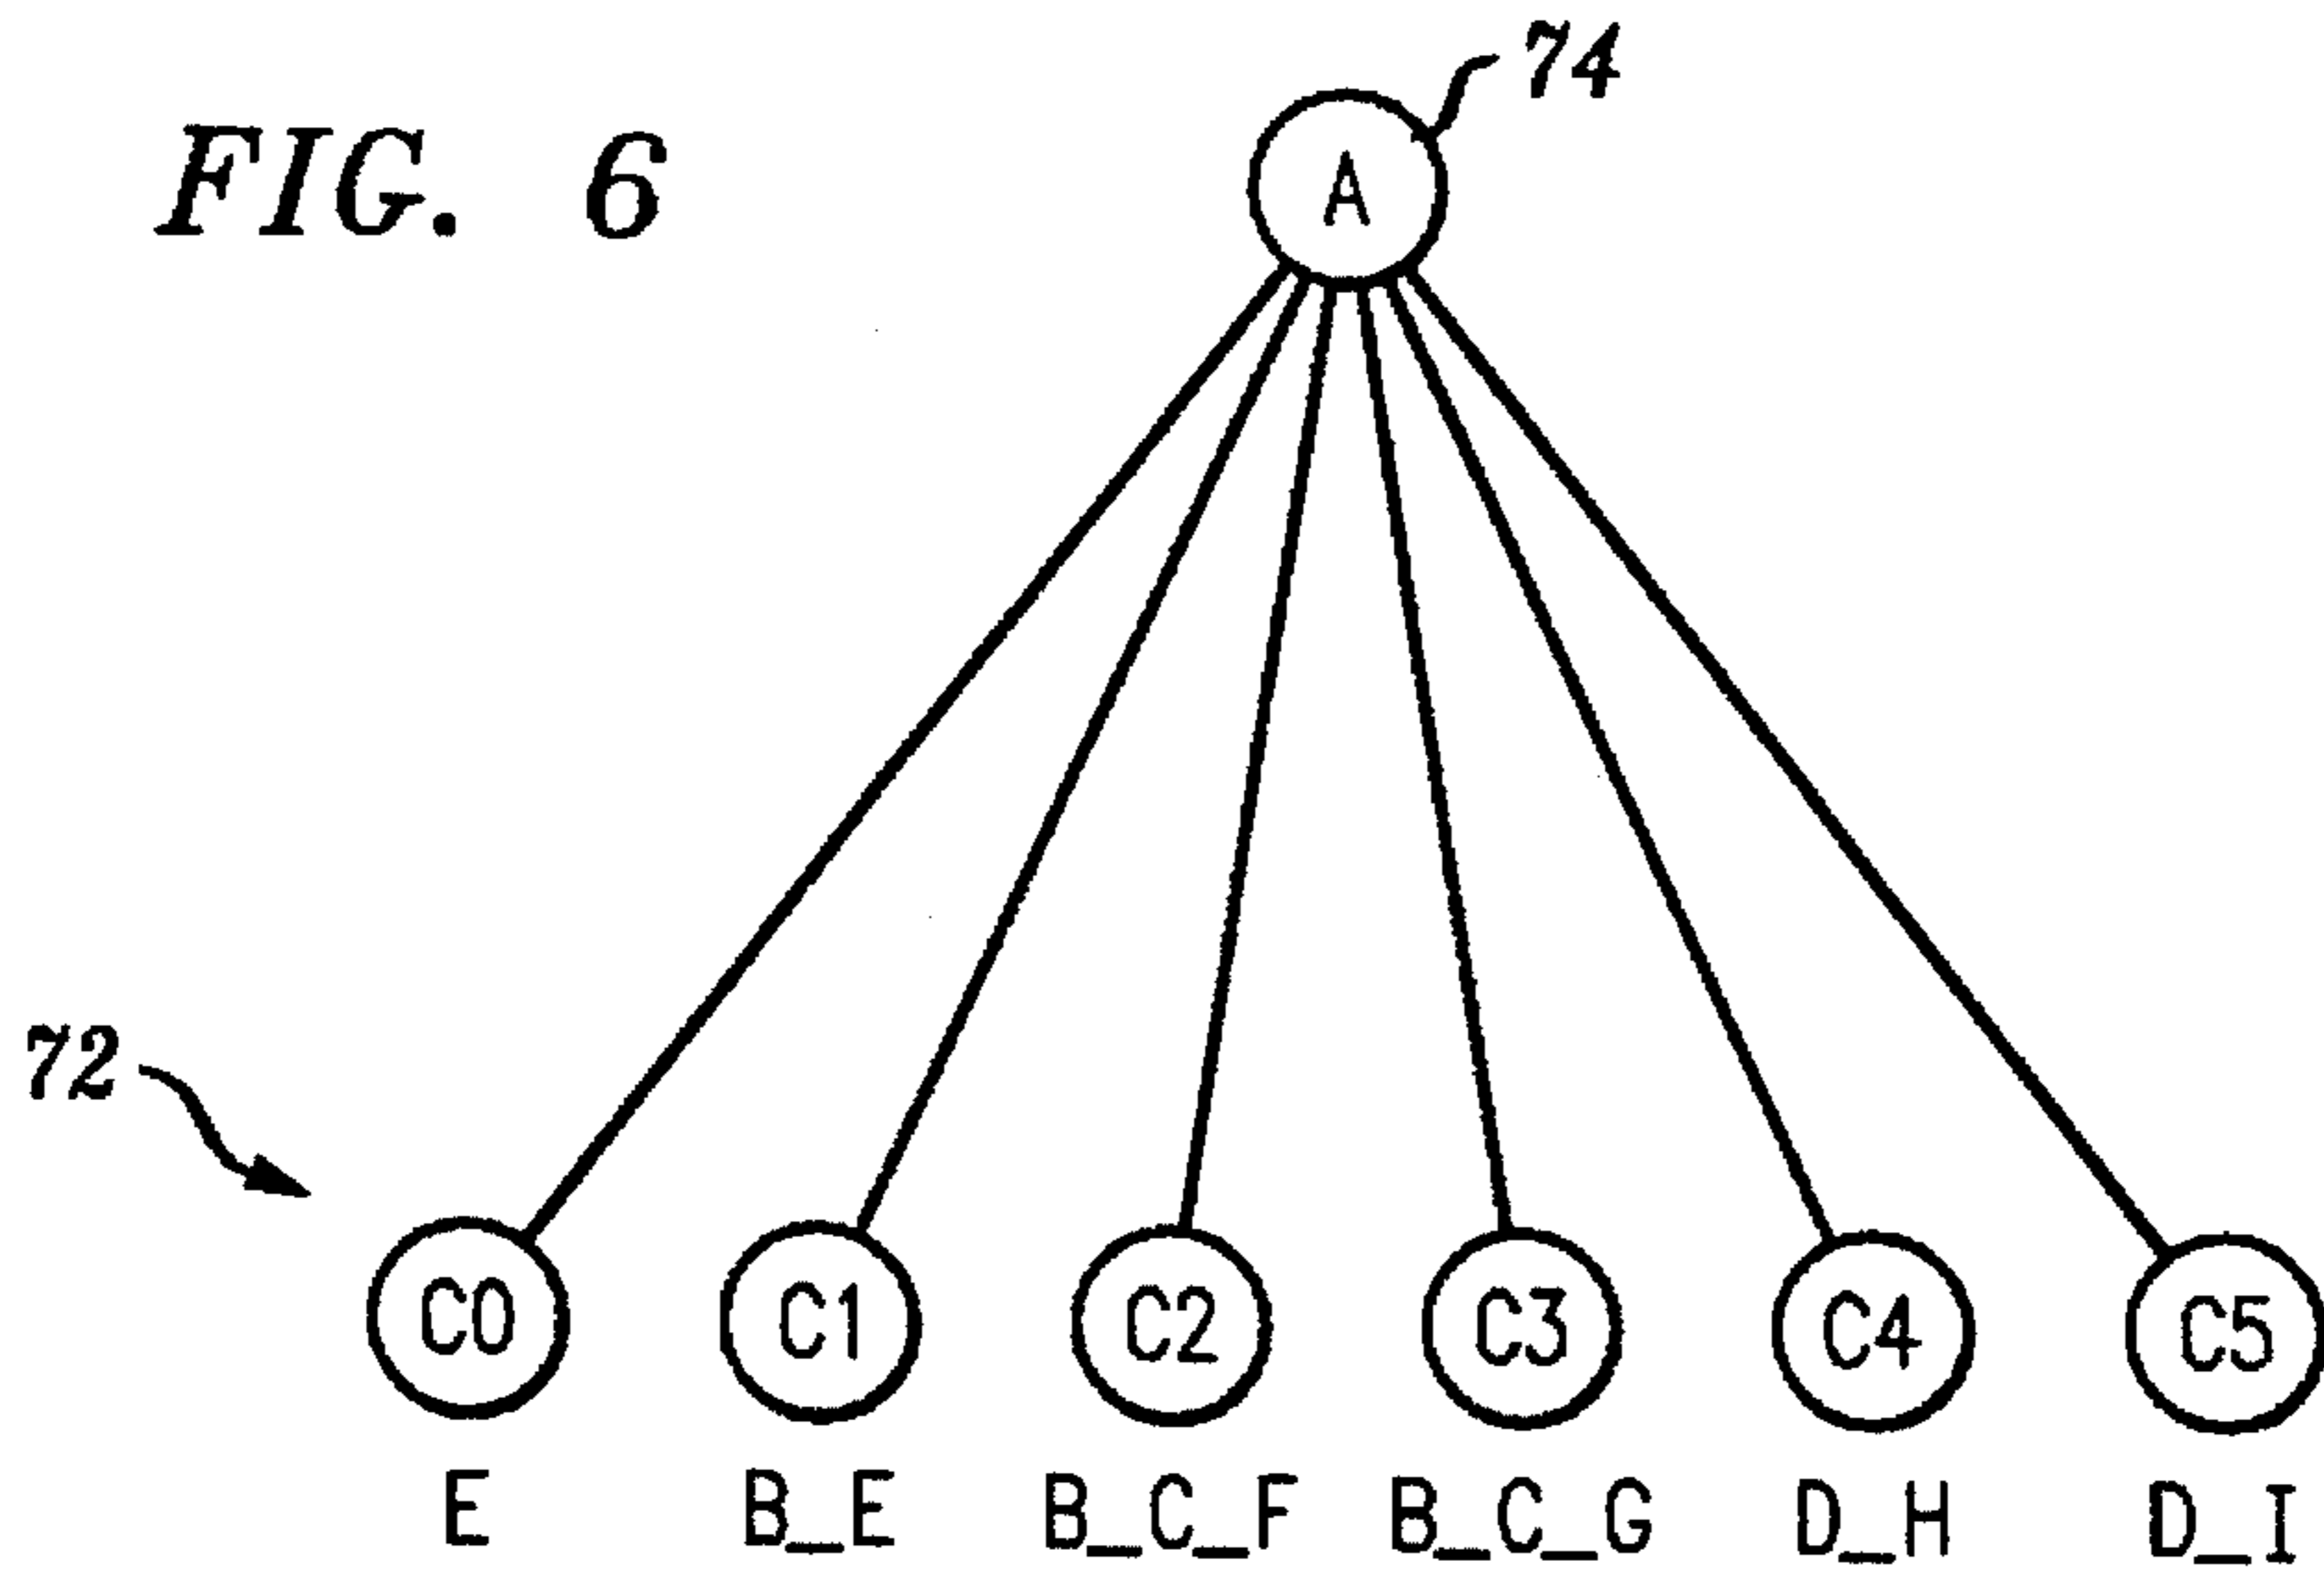 74
FIG. 6
A
72
C0 C1 C2 C3 C4 C5
E B_E B_C_F B_C_G D_H D_I